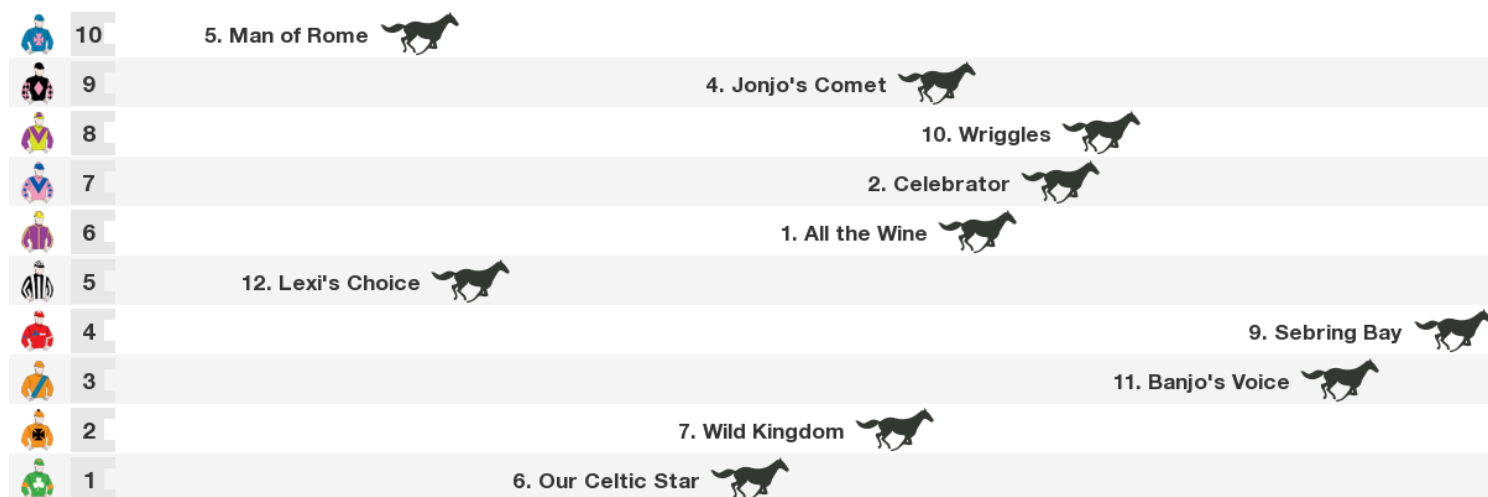 10 5. Man of Rome
9 4. Jonjo's Comet
8 10. Wriggles
7 2. Celebrator
6 1. All the Wine
5 12. Lexi's Choice
4 9. Sebring Bay
3 11. Banjo's Voice
2 7. Wild Kingdom
1 6. Our Celtic Star